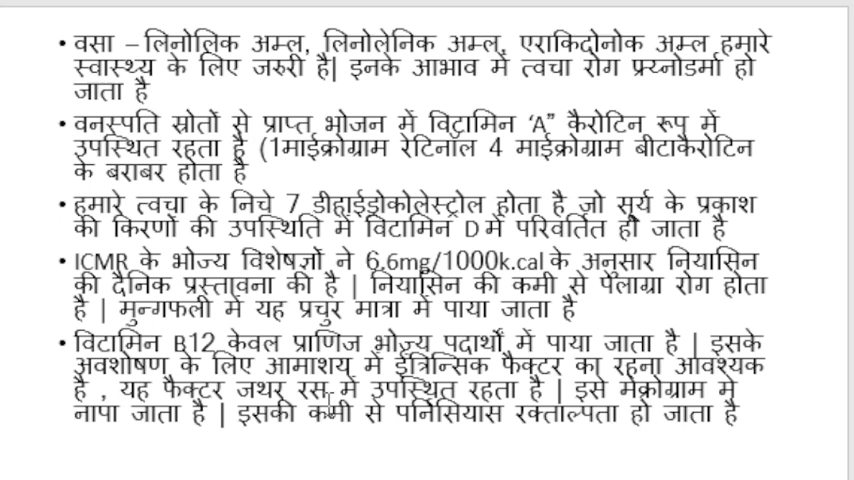 • वसा – लिनोलिक अम्ल, लिनोलेनिक अम्ल, एराकिदोनोक अम्ल हमारे
स्वास्थ्य के लिए जरुरी है| इनके आभाव में त्वचा रोग फ्र्य्नोडर्मा हो
जाता है
• वनस्पति स्रोतों से प्राप्त भोजन में विटामिन ‘A” कैरोटिन रूप में
उपस्थित रहता है (1माईक्रोग्राम रेटिनॉल 4 माईक्रोग्राम बीटाकैरोटिन
के बराबर होता है
• हमारे त्वचा के निचे 7 डीहाईड्रोकोलेस्ट्रोल होता है जो सूर्य के प्रकाश
की किरणों की उपस्थिति में विटामिन D में परिवर्तित हो जाता है
• ICMR के भोज्य विशेषज्ञों ने 6.6mg/1000k.cal के अनुसार नियासिन
की दैनिक प्रस्तावना की है | नियासिन की कमी से पेलाग्रा रोग होता
है | मुन्गफली में यह प्रचुर मात्रा में पाया जाता है
• विटामिन B12 केवल प्राणिज भोज्य पदार्थों में पाया जाता है | इसके
अवशोषण के लिए आमाशय में ईंत्रिन्सिक फैक्टर का रहना आवश्यक
है , यह फैक्टर जथर रस में उपस्थित रहता है | इसे मेक्रोग्राम में
नापा जाता है | इसकी कमी से पर्निसियास रक्ताल्पता हो जाता है